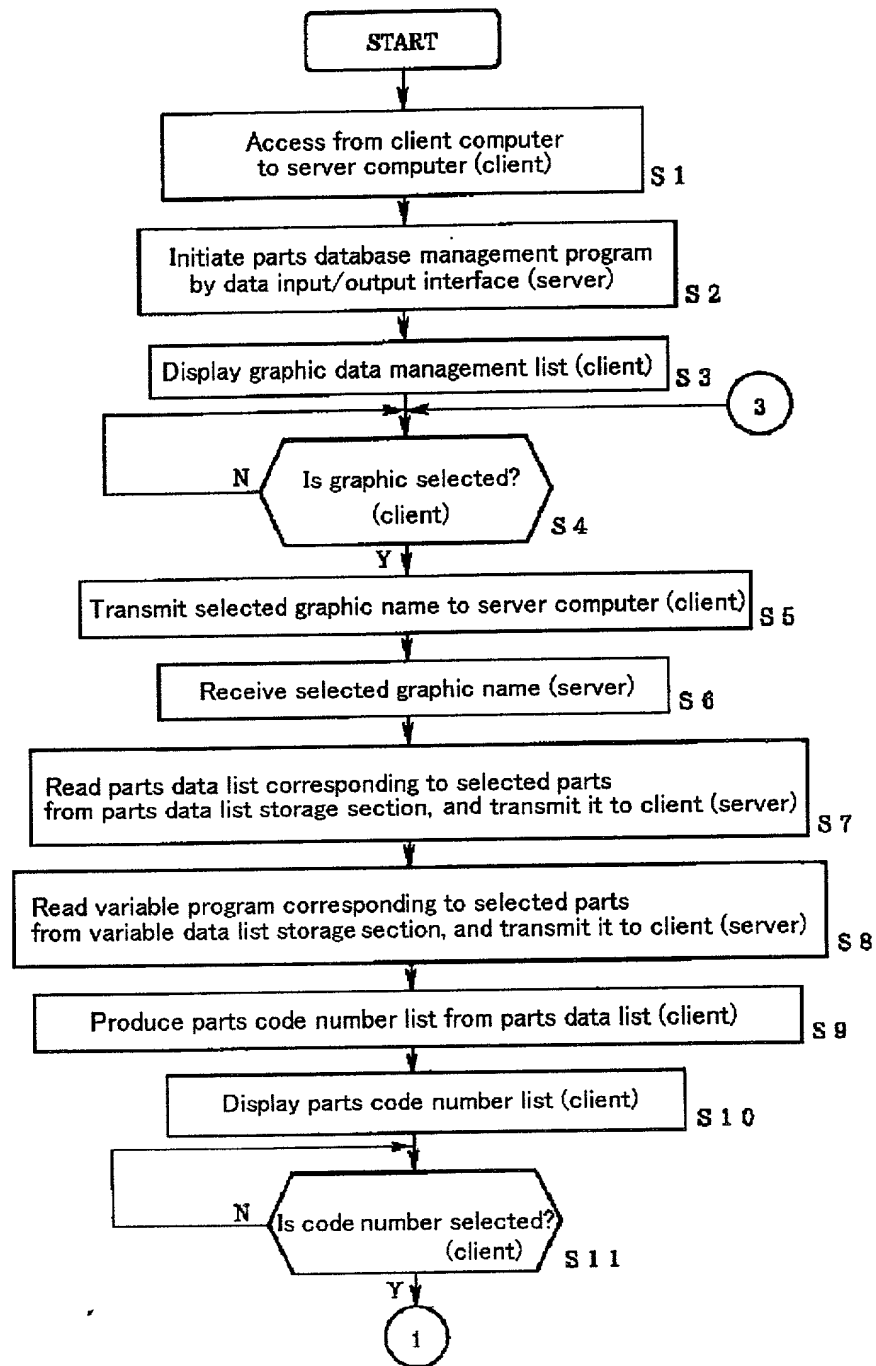 START
Access from client computer
to server computer (client)
S 1
Initiate parts database management program
by data input/output interface (server)
S 2
Display graphic data management list (client)
S 3
3
N
Is graphic selected?
(client)
S 4
Y
Transmit selected graphic name to server computer (client)
S 5
Receive selected graphic name (server)
S 6
Read parts data list corresponding to selected parts
from parts data list storage section, and transmit it to client (server)
S 7
Read variable program corresponding to selected parts
from variable data list storage section, and transmit it to client (server)
S 8
Produce parts code number list from parts data list (client)
S 9
Display parts code number list (client)
S 1 0
N
Is code number selected?
(client)
S 1 1
Y
1